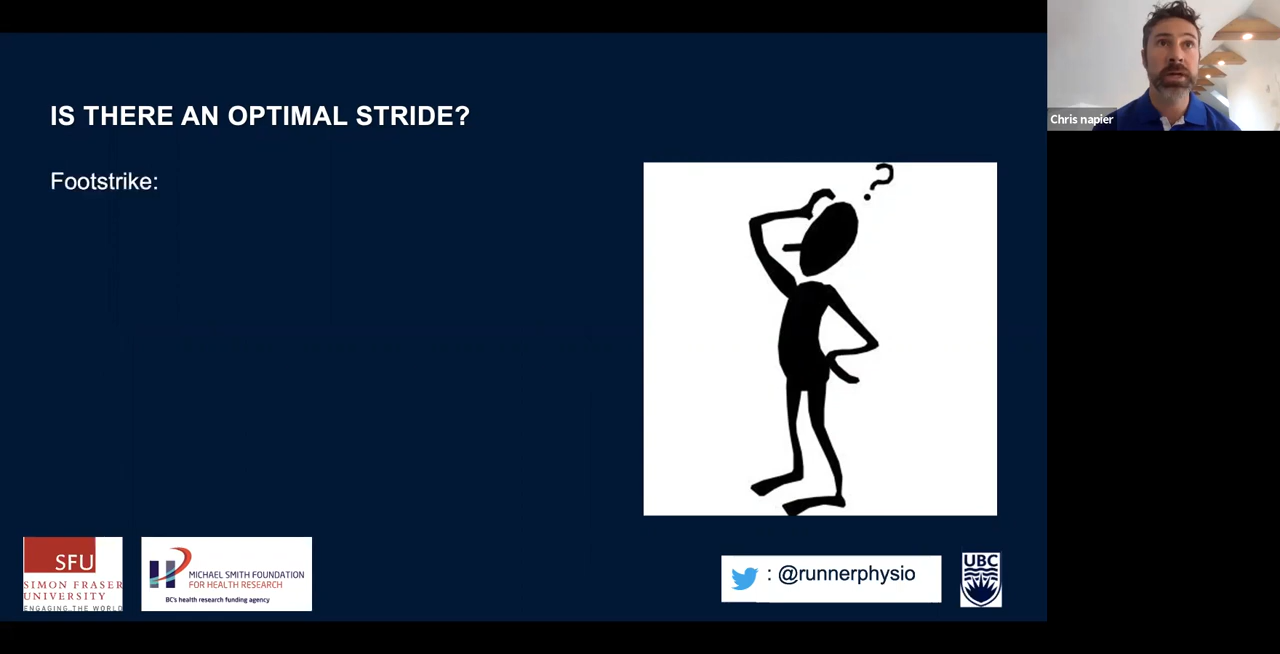 IS THERE AN OPTIMAL STRIDE?
Footstrike:
?
Chris napier
SFU
SIMON FRASER
UNIVERSITY
ENGAGING THE WORLD
MICHAEL SMITH FOUNDATION
FOR HEALTH RESEARCH
BC's health research funding agency
: @runnerphysio
UBC